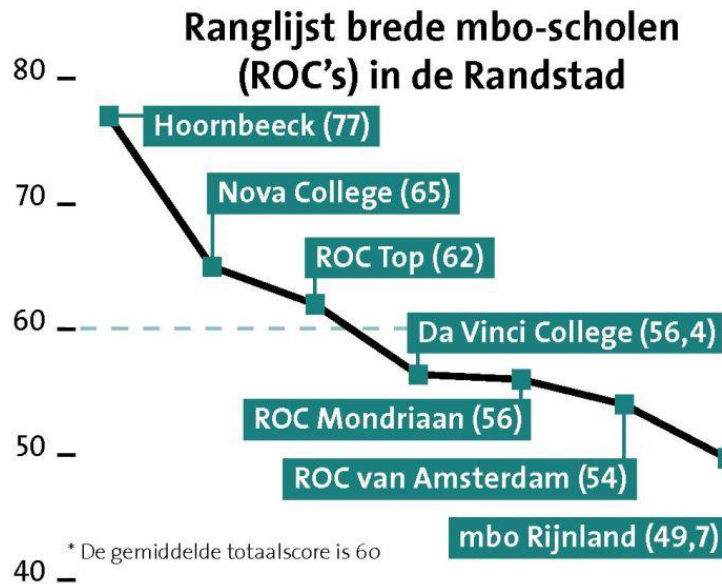 Ranglijst brede mbo-scholen
(ROC's) in de Randstad
80
Hoornbeeck (77)
70
Nova College (65)
ROC Top (62)
60
Da Vinci College (56,4)
ROC Mondriaan (56)
50
ROC van Amsterdam (54)
mbo Rijnland (49,7)
* De gemiddelde totaalscore is 60
40